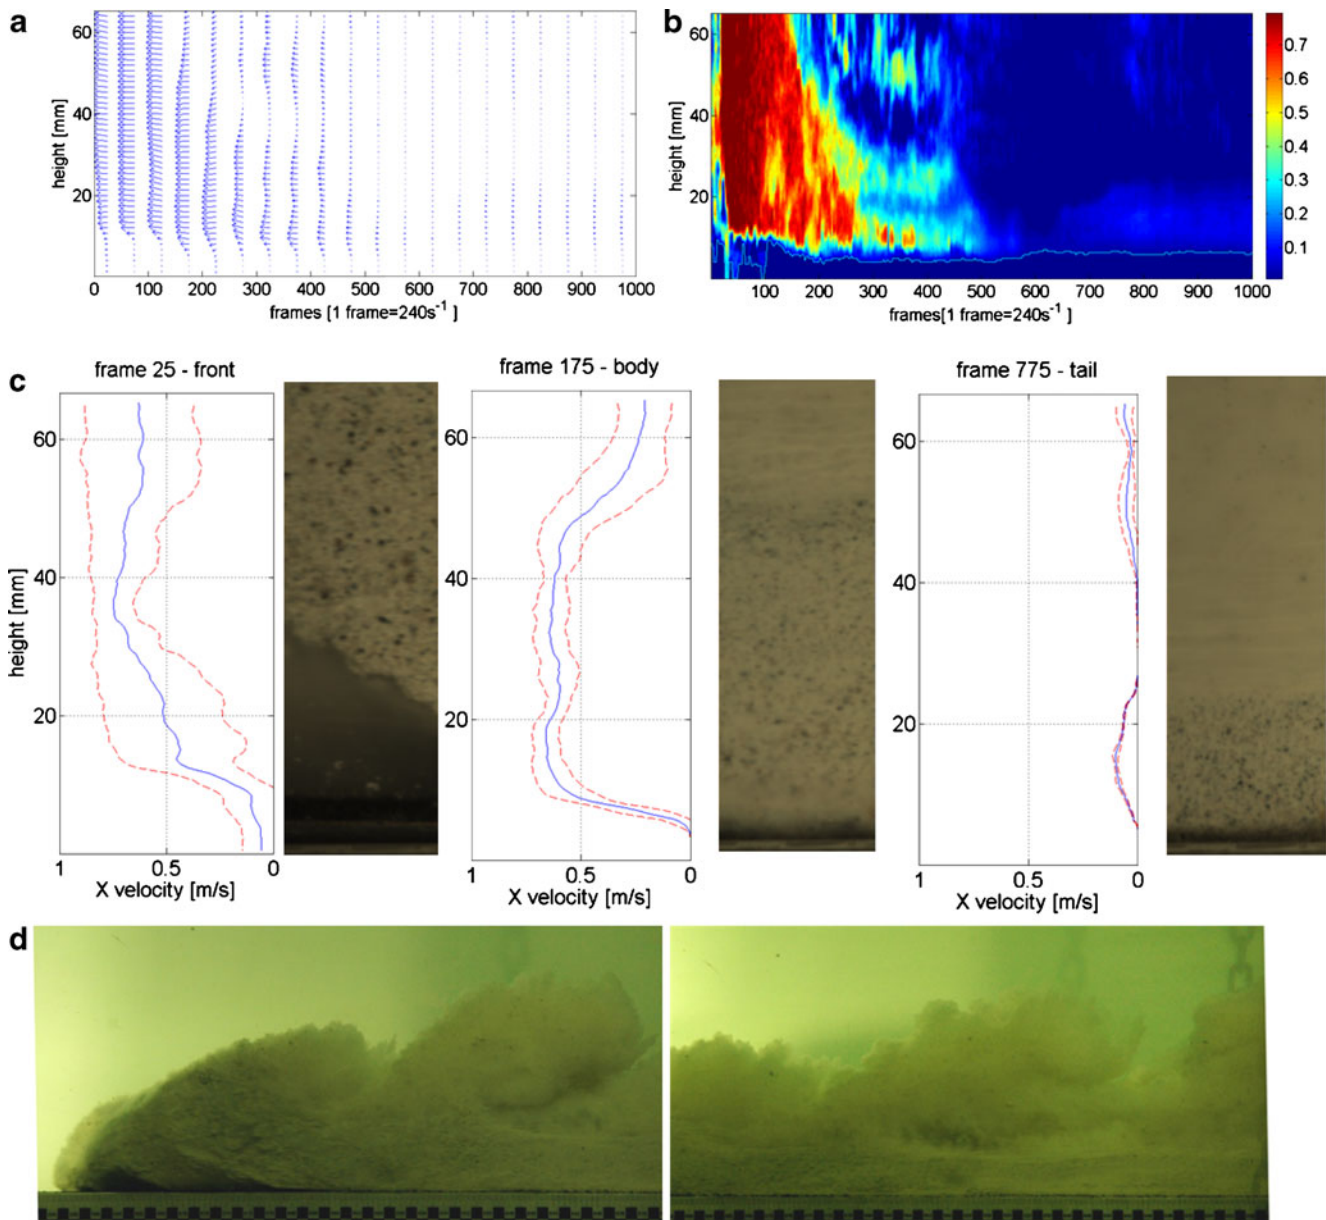 a
height [mm]
60
40
20
0 100 200 300 400 500 600 700 800 900 1000
frames [1 frame=240s⁻¹ ]
b
height [mm]
60
40
20
100 200 300 400 500 600 700 800 900 1000
frames[1 frame=240s⁻¹ ]
0.7
0.6
0.5
0.4
0.3
0.2
0.1
c
frame 25 - front
height [mm]
60
40
20
1 0.5 0
X velocity [m/s]
frame 175 - body
60
40
20
1 0.5 0
X velocity [m/s]
frame 775 - tail
60
40
20
1 0.5 0
X velocity [m/s]
d